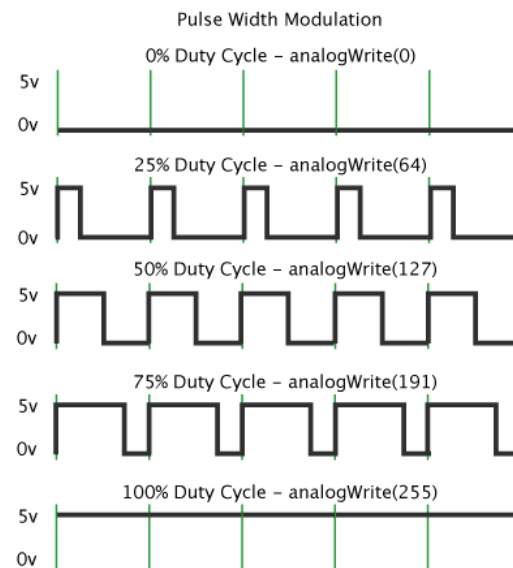 Pulse Width Modulation
0% Duty Cycle – analogWrite(0)
5v
0v
25% Duty Cycle – analogWrite(64)
5v
0v
50% Duty Cycle – analogWrite(127)
5v
0v
75% Duty Cycle – analogWrite(191)
5v
0v
100% Duty Cycle – analogWrite(255)
5v
0v